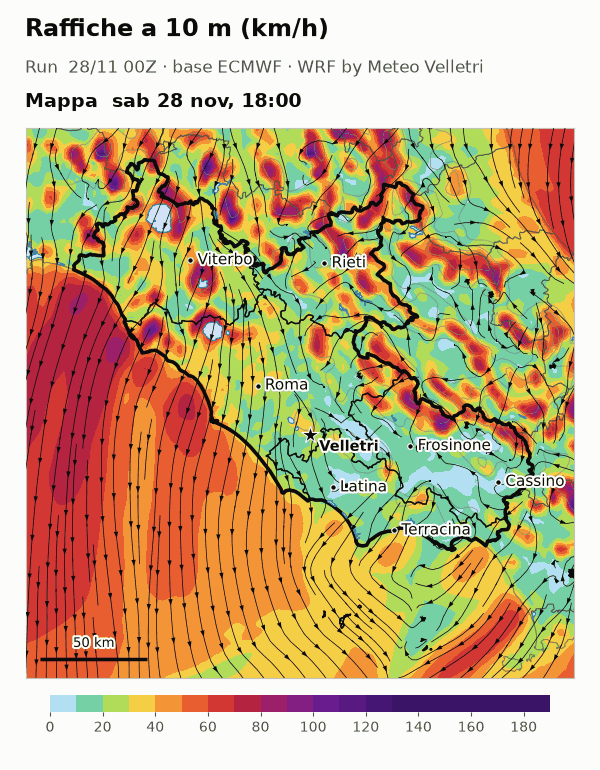 Raffiche a 10 m (km/h)
Run  28/11 00Z · base ECMWF · WRF by Meteo Velletri
Mappa  sab 28 nov, 18:00
Viterbo
Rieti
Roma
Velletri
Frosinone
Latina
Cassino
Terracina
50 km
0 20 40 60 80 100 120 140 160 180